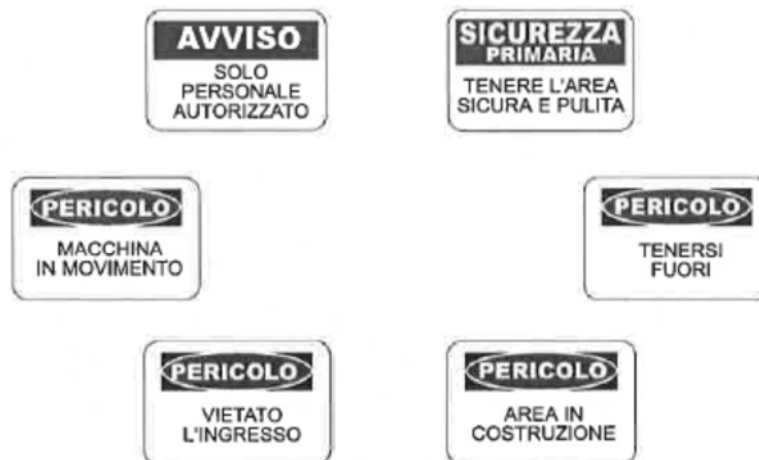 AVVISO
SOLO
PERSONALE
AUTORIZZATO
SICUREZZA
PRIMARIA
TENERE L'AREA
SICURA E PULITA
PERICOLO
MACCHINA
IN MOVIMENTO
PERICOLO
TENERSI
FUORI
PERICOLO
VIETATO
L'INGRESSO
PERICOLO
AREA IN
COSTRUZIONE